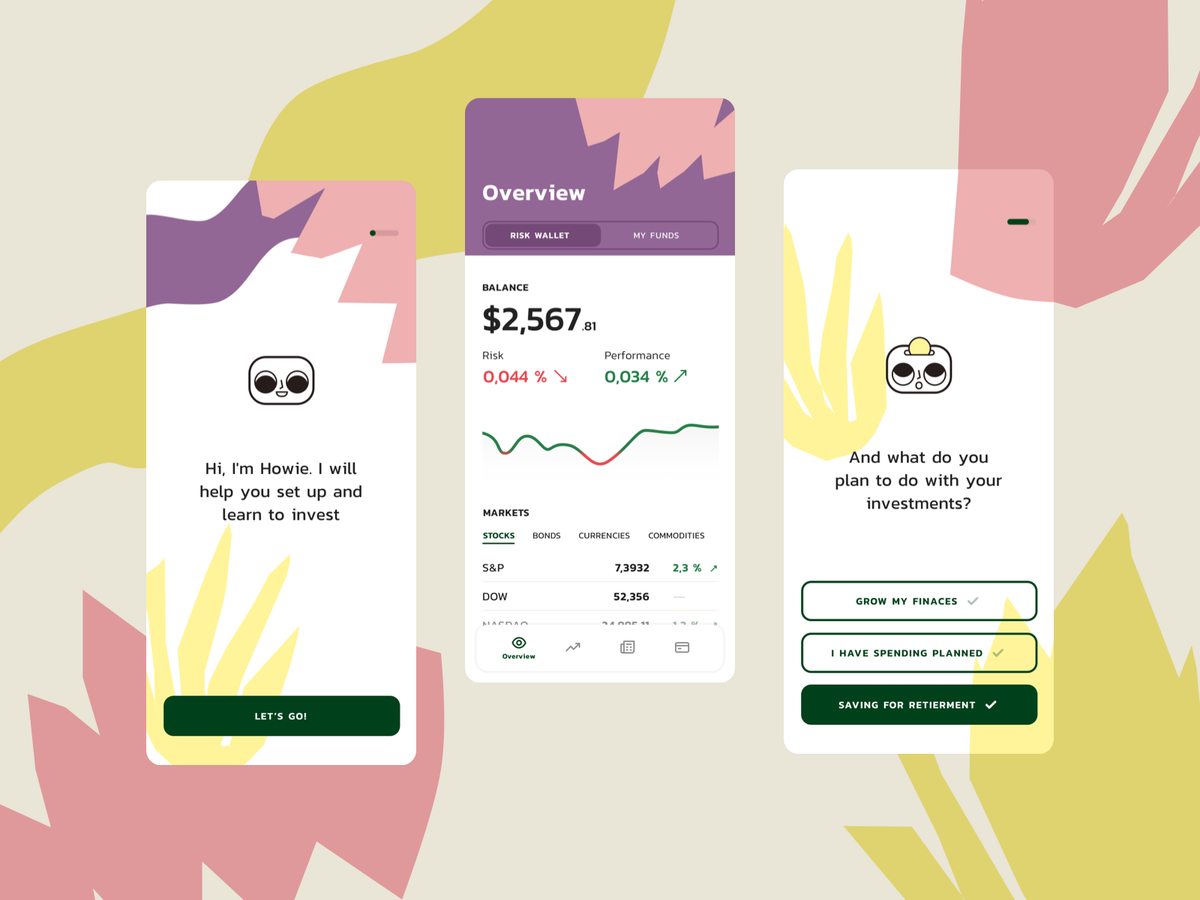 Hi, I'm Howie. I will
help you set up and
learn to invest
LET'S GO!
Overview
RISK WALLET MY FUNDS
BALANCE
$2,567.81
Risk Performance
0,044 % 0,034 %
MARKETS
STOCKS BONDS CURRENCIES COMMODITIES
S&P 7,3932 2,3 %
DOW 52,356 —
NASDAQ
Overview
And what do you
plan to do with your
investments?
GROW MY FINACES
I HAVE SPENDING PLANNED
SAVING FOR RETIERMENT